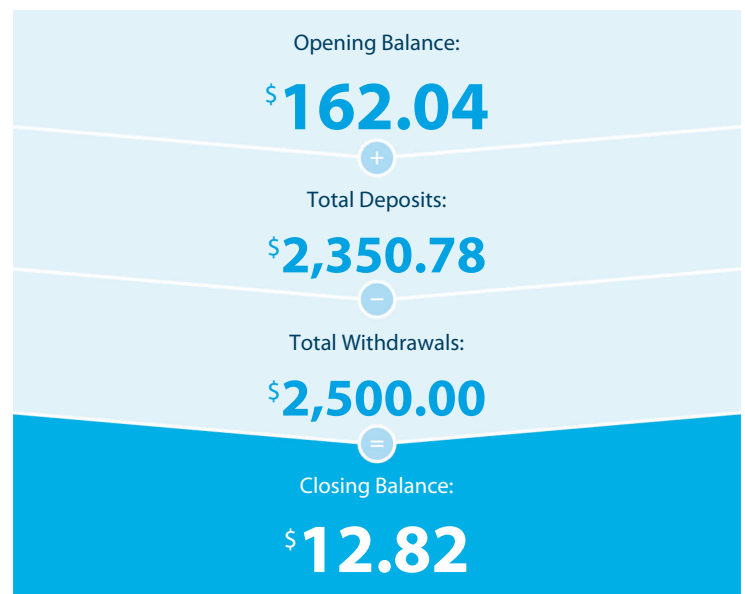 Opening Balance:
$162.04
+
Total Deposits:
$2,350.78
−
Total Withdrawals:
$2,500.00
=
Closing Balance:
$12.82